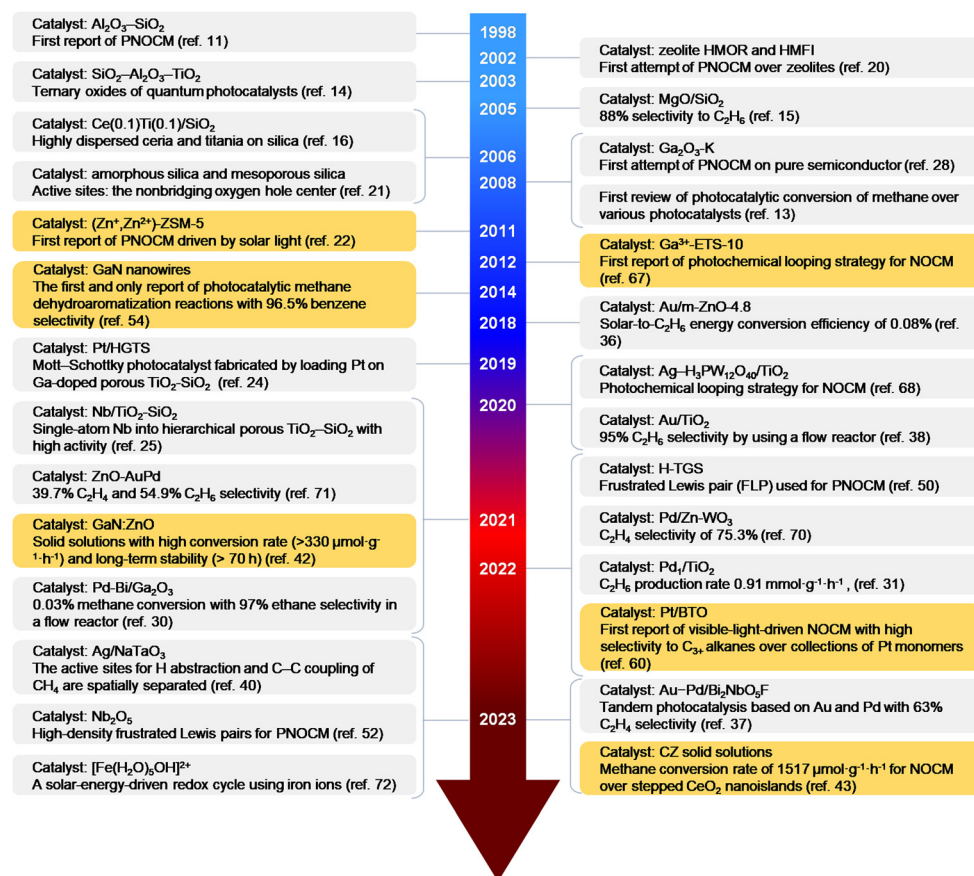 Catalyst: Al₂O₃–SiO₂
First report of PNOCM (ref. 11)
Catalyst: SiO₂–Al₂O₃–TiO₂
Ternary oxides of quantum photocatalysts (ref. 14)
Catalyst: Ce(0.1)Ti(0.1)/SiO₂
Highly dispersed ceria and titania on silica (ref. 16)
Catalyst: amorphous silica and mesoporous silica
Active sites: the nonbridging oxygen hole center (ref. 21)
Catalyst: (Zn⁺,Zn²⁺)-ZSM-5
First report of PNOCM driven by solar light (ref. 22)
Catalyst: GaN nanowires
The first and only report of photocatalytic methane
dehydroaromatization reactions with 96.5% benzene
selectivity (ref. 54)
Catalyst: Pt/HGTS
Mott–Schottky photocatalyst fabricated by loading Pt on
Ga-doped porous TiO₂-SiO₂ (ref. 24)
Catalyst: Nb/TiO₂-SiO₂
Single-atom Nb into hierarchical porous TiO₂–SiO₂ with
high activity (ref. 25)
Catalyst: ZnO-AuPd
39.7% C₂H₄ and 54.9% C₂H₆ selectivity (ref. 71)
Catalyst: GaN:ZnO
Solid solutions with high conversion rate (>330 μmol·g⁻
¹·h⁻¹) and long-term stability (> 70 h) (ref. 42)
Catalyst: Pd-Bi/Ga₂O₃
0.03% methane conversion with 97% ethane selectivity in
a flow reactor (ref. 30)
Catalyst: Ag/NaTaO₃
The active sites for H abstraction and C–C coupling of
CH₄ are spatially separated (ref. 40)
Catalyst: Nb₂O₅
High-density frustrated Lewis pairs for PNOCM (ref. 52)
Catalyst: [Fe(H₂O)₅OH]²⁺
A solar-energy-driven redox cycle using iron ions (ref. 72)
1998
2002
2003
2005
2006
2008
2011
2012
2014
2018
2019
2020
2021
2022
2023
Catalyst: zeolite HMOR and HMFI
First attempt of PNOCM over zeolites (ref. 20)
Catalyst: MgO/SiO₂
88% selectivity to C₂H₆ (ref. 15)
Catalyst: Ga₂O₃-K
First attempt of PNOCM on pure semiconductor (ref. 28)
First review of photocatalytic conversion of methane over
various photocatalysts (ref. 13)
Catalyst: Ga³⁺-ETS-10
First report of photochemical looping strategy for NOCM
(ref. 67)
Catalyst: Au/m-ZnO-4.8
Solar-to-C₂H₆ energy conversion efficiency of 0.08% (ref.
36)
Catalyst: Ag–H₃PW₁₂O₄₀/TiO₂
Photochemical looping strategy for NOCM (ref. 68)
Catalyst: Au/TiO₂
95% C₂H₆ selectivity by using a flow reactor (ref. 38)
Catalyst: H-TGS
Frustrated Lewis pair (FLP) used for PNOCM (ref. 50)
Catalyst: Pd/Zn-WO₃
C₂H₄ selectivity of 75.3% (ref. 70)
Catalyst: Pd₁/TiO₂
C₂H₆ production rate 0.91 mmol·g⁻¹·h⁻¹ , (ref. 31)
Catalyst: Pt/BTO
First report of visible-light-driven NOCM with high
selectivity to C₃₊ alkanes over collections of Pt monomers
(ref. 60)
Catalyst: Au–Pd/Bi₂NbO₅F
Tandem photocatalysis based on Au and Pd with 63%
C₂H₄ selectivity (ref. 37)
Catalyst: CZ solid solutions
Methane conversion rate of 1517 μmol·g⁻¹·h⁻¹ for NOCM
over stepped CeO₂ nanoislands (ref. 43)